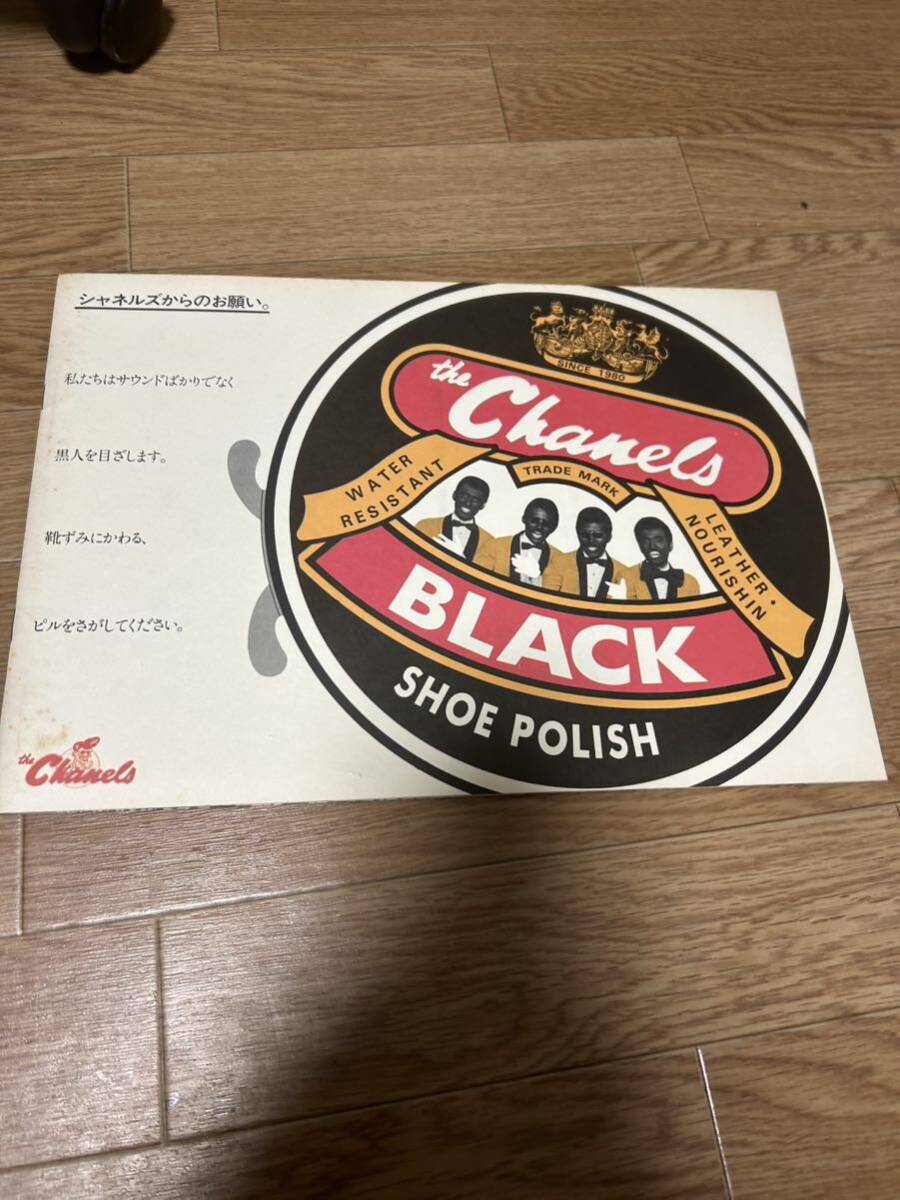 シャネルズからのお願い。
私たちはサウンドばかりでなく
黒人を目ざします。
靴ずみにかわる、
ピルをさがしてください。
the Chanels
SINCE 1980
the Chanels
TRADE MARK
WATER RESISTANT
LEATHER・NOURISHIN
BLACK
SHOE POLISH